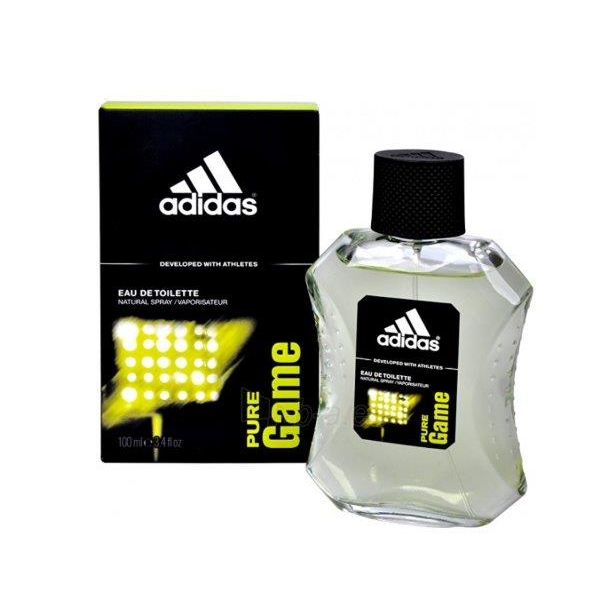 adidas
DEVELOPED WITH ATHLETES
EAU DE TOILETTE
NATURAL SPRAY / VAPORISATEUR
PURE
Game
100 ml ℮ 3.4 fl oz
adidas
DEVELOPED WITH ATHLETES
EAU DE TOILETTE
NATURAL SPRAY / VAPORISATEUR
PURE
Game